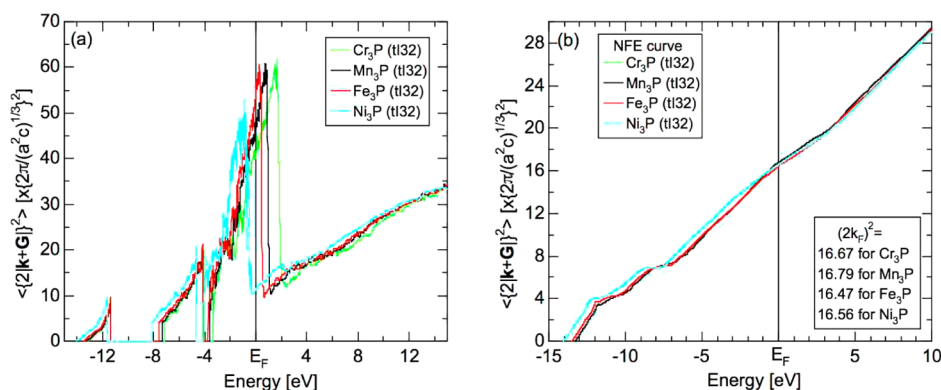 (a)
Cr3P (tI32)
Mn3P (tI32)
Fe3P (tI32)
Ni3P (tI32)
70
60
50
40
30
20
10
0
<{2|k+G|}²> [x{2π/(a²c)^1/3}²]
-12
-8
-4
EF
4
8
12
Energy [eV]
(b)
NFE curve
Cr3P (tI32)
Mn3P (tI32)
Fe3P (tI32)
Ni3P (tI32)
28
24
20
16
12
8
4
0
<{2|k+G|}²> [x{2π/(a²c)^1/3}²]
(2kF)²=
16.67 for Cr3P
16.79 for Mn3P
16.47 for Fe3P
16.56 for Ni3P
-15
-10
-5
EF
5
10
Energy [eV]